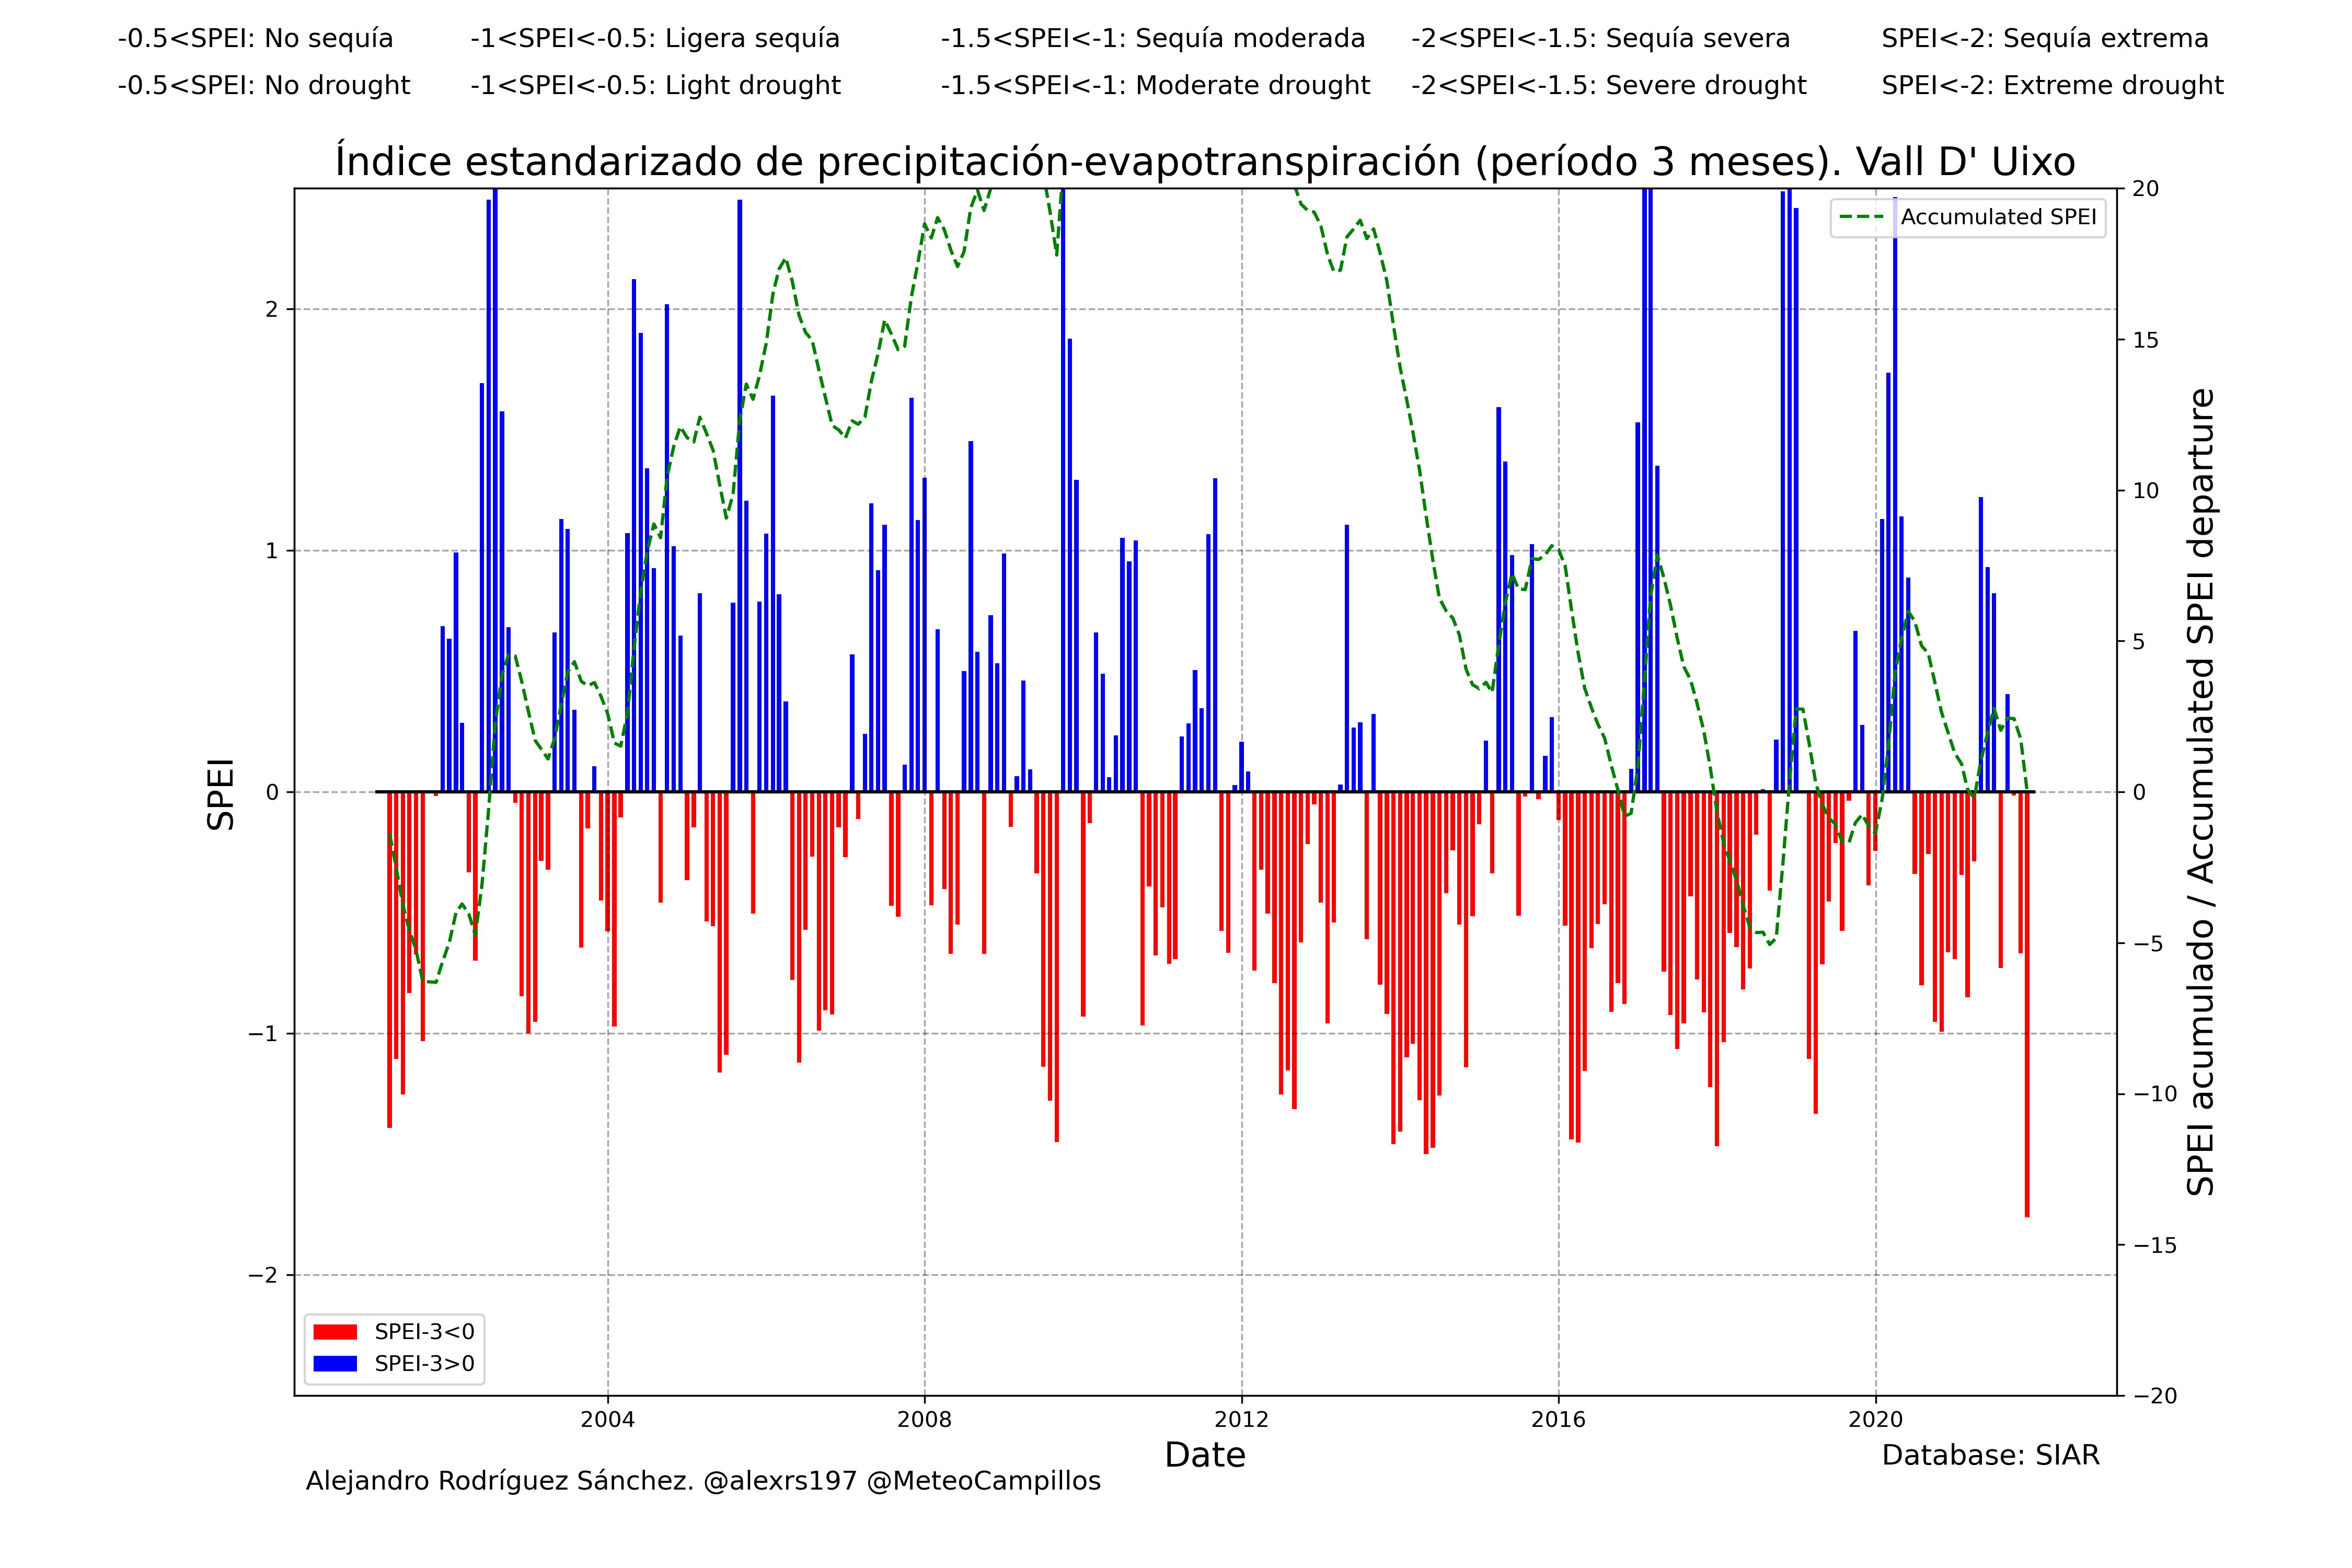 -0.5<SPEI: No sequía -1<SPEI<-0.5: Ligera sequía -1.5<SPEI<-1: Sequía moderada -2<SPEI<-1.5: Sequía severa SPEI<-2: Sequía extrema
-0.5<SPEI: No drought -1<SPEI<-0.5: Light drought -1.5<SPEI<-1: Moderate drought -2<SPEI<-1.5: Severe drought SPEI<-2: Extreme drought
Índice estandarizado de precipitación-evapotranspiración (período 3 meses). Vall D' Uixo
Accumulated SPEI
SPEI
2
1
0
−1
−2
20
15
10
5
0
−5
−10
−15
−20
SPEI acumulado / Accumulated SPEI departure
SPEI-3<0
SPEI-3>0
2004 2008 2012 2016 2020
Date
Database: SIAR
Alejandro Rodríguez Sánchez. @alexrs197 @MeteoCampillos